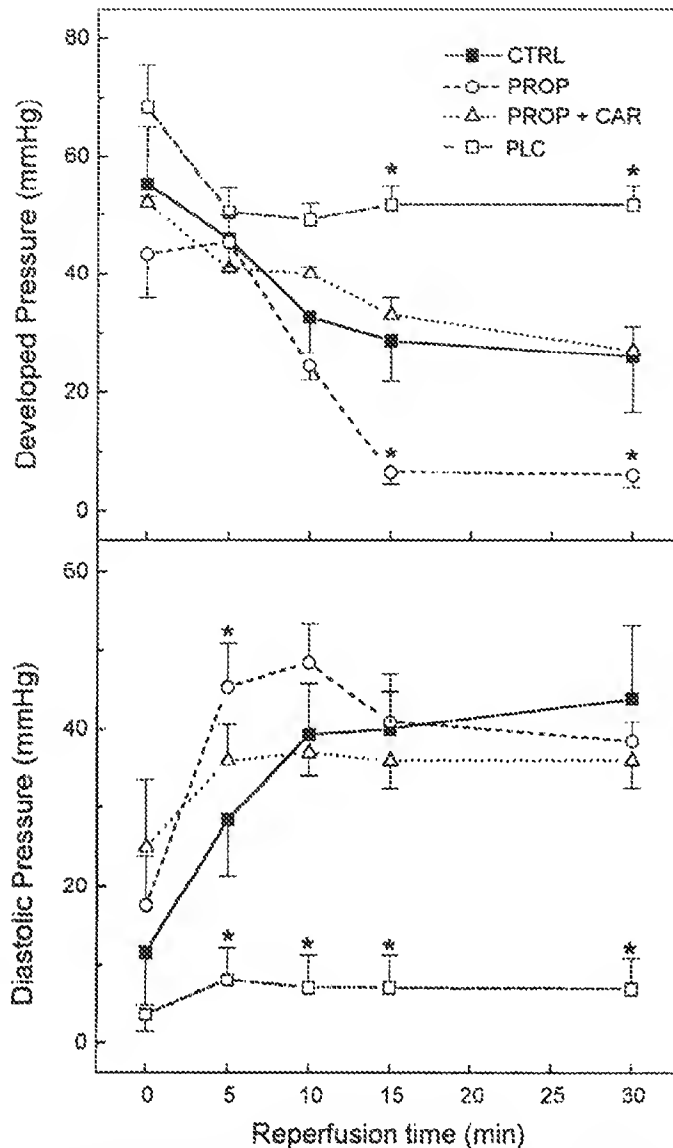 80
60
40
20
0
Developed Pressure (mmHg)
CTRL
PROP
PROP + CAR
PLC
* *
* *
60
40
20
0
Diastolic Pressure (mmHg)
*
* * * *
0 5 10 15 20 25 30
Reperfusion time (min)